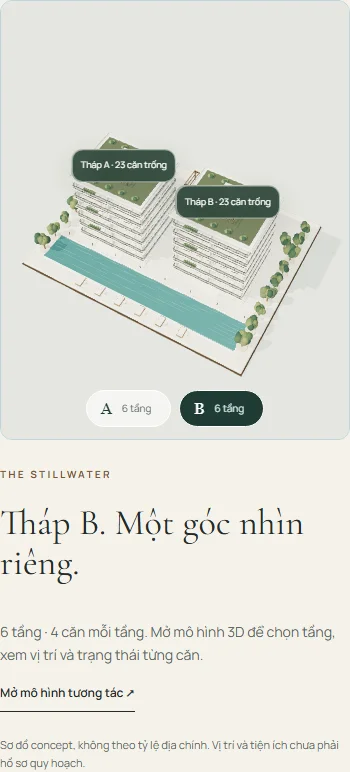 Tháp A · 23 căn trống
Tháp B · 23 căn trống
A 6 tầng
B 6 tầng
THE STILLWATER
Tháp B. Một góc nhìn
riêng.
6 tầng · 4 căn mỗi tầng. Mở mô hình 3D để chọn tầng,
xem vị trí và trạng thái từng căn.
Mở mô hình tương tác ↗
Sơ đồ concept, không theo tỷ lệ địa chính. Vị trí và tiện ích chưa phải
hồ sơ quy hoạch.